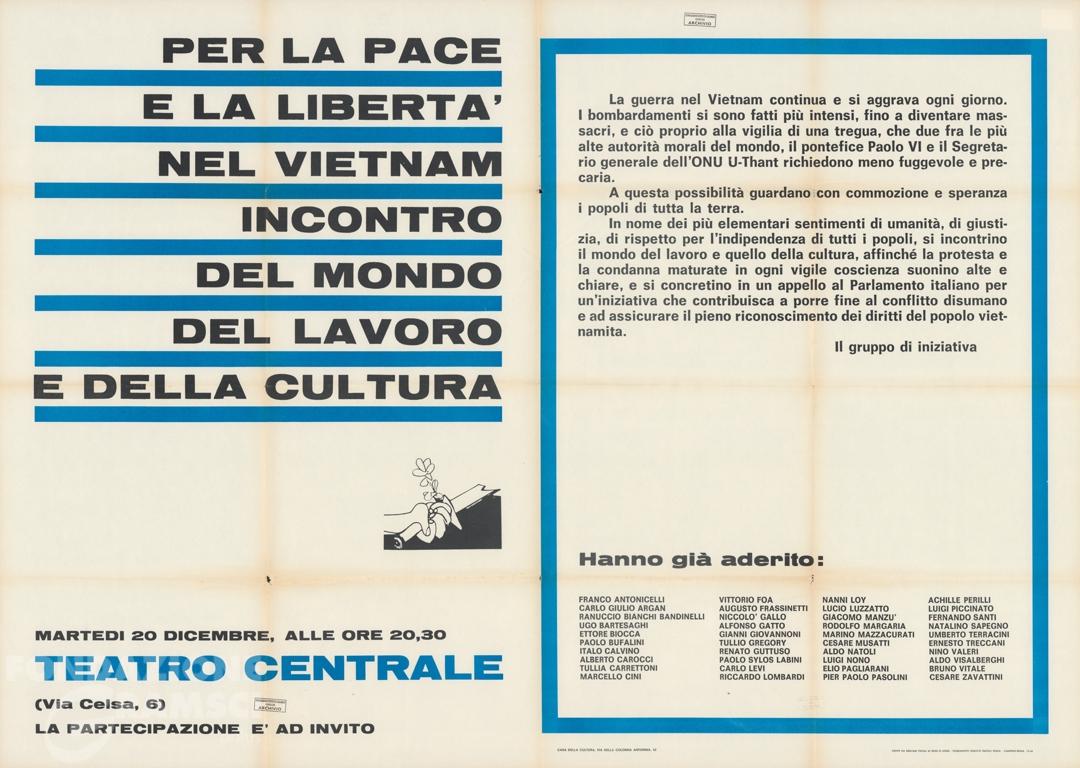 PER LA PACE
E LA LIBERTA'
NEL VIETNAM
INCONTRO
DEL MONDO
DEL LAVORO
E DELLA CULTURA
MARTEDI 20 DICEMBRE, ALLE ORE 20,30
TEATRO CENTRALE
(Via Celsa, 6)
LA PARTECIPAZIONE E' AD INVITO
ARCHIVIO
ARCHIVIO
La guerra nel Vietnam continua e si aggrava ogni giorno.
I bombardamenti si sono fatti più intensi, fino a diventare mas-
sacri, e ciò proprio alla vigilia di una tregua, che due fra le più
alte autorità morali del mondo, il pontefice Paolo VI e il Segreta-
rio generale dell'ONU U-Thant richiedono meno fuggevole e pre-
caria.
A questa possibilità guardano con commozione e speranza
i popoli di tutta la terra.
In nome dei più elementari sentimenti di umanità, di giusti-
zia, di rispetto per l'indipendenza di tutti i popoli, si incontrino
il mondo del lavoro e quello della cultura, affinché la protesta e
la condanna maturate in ogni vigile coscienza suonino alte e
chiare, e si concretino in un appello al Parlamento italiano per
un'iniziativa che contribuisca a porre fine al conflitto disumano
e ad assicurare il pieno riconoscimento dei diritti del popolo viet-
namita.
Il gruppo di iniziativa
Hanno già aderito:
FRANCO ANTONICELLI
CARLO GIULIO ARGAN
RANUCCIO BIANCHI BANDINELLI
UGO BARTESAGHI
ETTORE BIOCCA
PAOLO BUFALINI
ITALO CALVINO
ALBERTO CAROCCI
TULLIA CARRETTONI
MARCELLO CINI
VITTORIO FOA
AUGUSTO FRASSINETTI
NICCOLO' GALLO
ALFONSO GATTO
GIANNI GIOVANNONI
TULLIO GREGORY
RENATO GUTTUSO
PAOLO SYLOS LABINI
CARLO LEVI
RICCARDO LOMBARDI
NANNI LOY
LUCIO LUZZATTO
GIACOMO MANZU'
RODOLFO MARGARIA
MARINO MAZZACURATI
CESARE MUSATTI
ALDO NATOLI
LUIGI NONO
ELIO PAGLIARANI
PIER PAOLO PASOLINI
ACHILLE PERILLI
LUIGI PICCINATO
FERNANDO SANTI
NATALINO SAPEGNO
UMBERTO TERRACINI
ERNESTO TRECCANI
NINO VALERI
ALDO VISALBERGHI
BRUNO VITALE
CESARE ZAVATTINI
CASA DELLA CULTURA, VIA DELLA COLONNA ANTONINA, 52